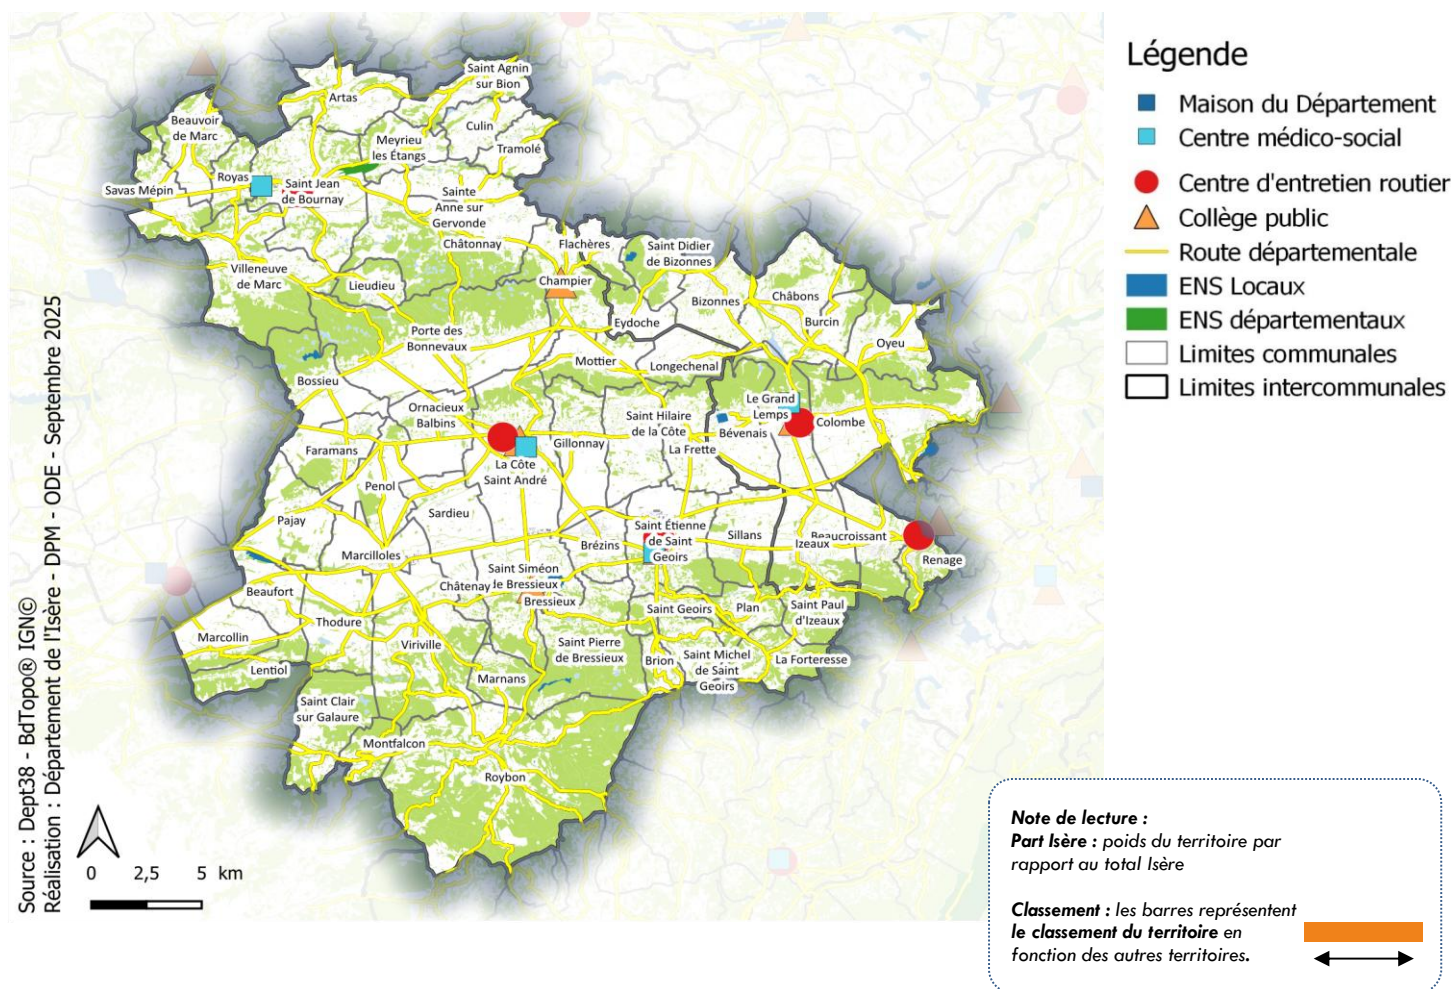 Saint Agnin
sur Bion
Artas
Beauvoir
de Marc
Culin
Meyrieu
les Étangs
Tramolé
Royas
Saint Jean
de Bournay
Savas Mépin
Sainte
Anne sur
Gervonde
Châtonnay
Flachères
Saint Didier
de Bizonnes
Villeneuve
de Marc
Lieudieu
Champier
Bizonnes
Châbons
Eydoche
Burcin
Porte des
Bonnevaux
Oyeu
Mottier
Longechenal
Bossieu
Ornacieux
Balbins
Le Grand
Lemps
Saint Hilaire
de la Côte
Colombe
Bévenais
Gillonnay
La Frette
Faramans
La Côte
Saint André
Penol
Sardieu
Pajay
Saint Étienne
de Saint
Geoirs
Sillans
Beaucroissant
Izeaux
Brézins
Marcilloles
Renage
Saint Siméon
de Bressieux
Châtenay
Bressieux
Beaufort
Thodure
Saint Geoirs
Plan
Saint Paul
d'Izeaux
Marcollin
Viriville
Saint Pierre
de Bressieux
Brion
Saint Michel
de Saint
Geoirs
La Forteresse
Lentiol
Marnans
Saint Clair
sur Galaure
Montfalcon
Roybon
Source : Dept38 - BdTopo® IGN©
Réalisation : Département de l'Isère - DPM - ODE - Septembre 2025
0 2,5 5 km
Légende
Maison du Département
Centre médico-social
Centre d'entretien routier
Collège public
Route départementale
ENS Locaux
ENS départementaux
Limites communales
Limites intercommunales
Note de lecture :
Part Isère : poids du territoire par
rapport au total Isère
Classement : les barres représentent
le classement du territoire en
fonction des autres territoires.